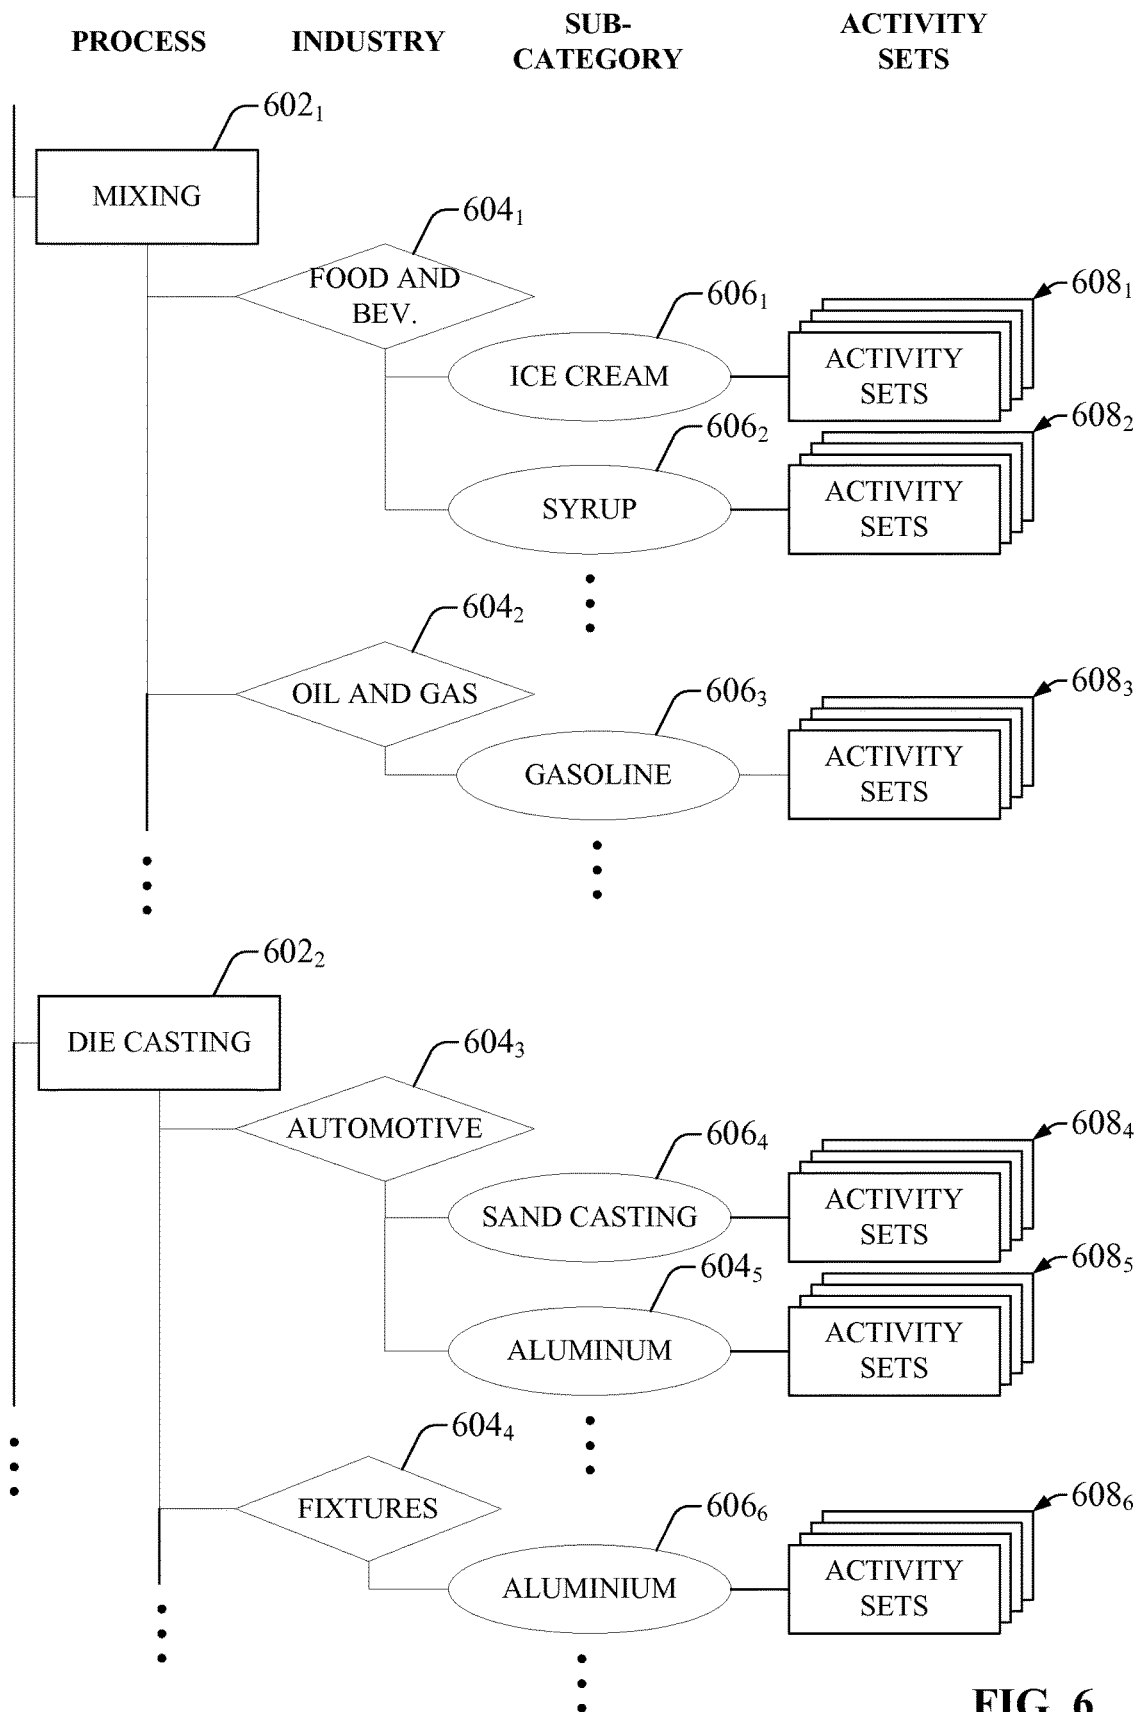 PROCESS
INDUSTRY
SUB-
CATEGORY
ACTIVITY
SETS
602₁
MIXING
604₁
FOOD AND
BEV.
606₁
ICE CREAM
608₁
ACTIVITY
SETS
606₂
SYRUP
608₂
ACTIVITY
SETS
604₂
OIL AND GAS
606₃
GASOLINE
608₃
ACTIVITY
SETS
602₂
DIE CASTING
604₃
AUTOMOTIVE
606₄
SAND CASTING
608₄
ACTIVITY
SETS
604₅
ALUMINUM
608₅
ACTIVITY
SETS
604₄
FIXTURES
606₆
ALUMINIUM
608₆
ACTIVITY
SETS
FIG. 6